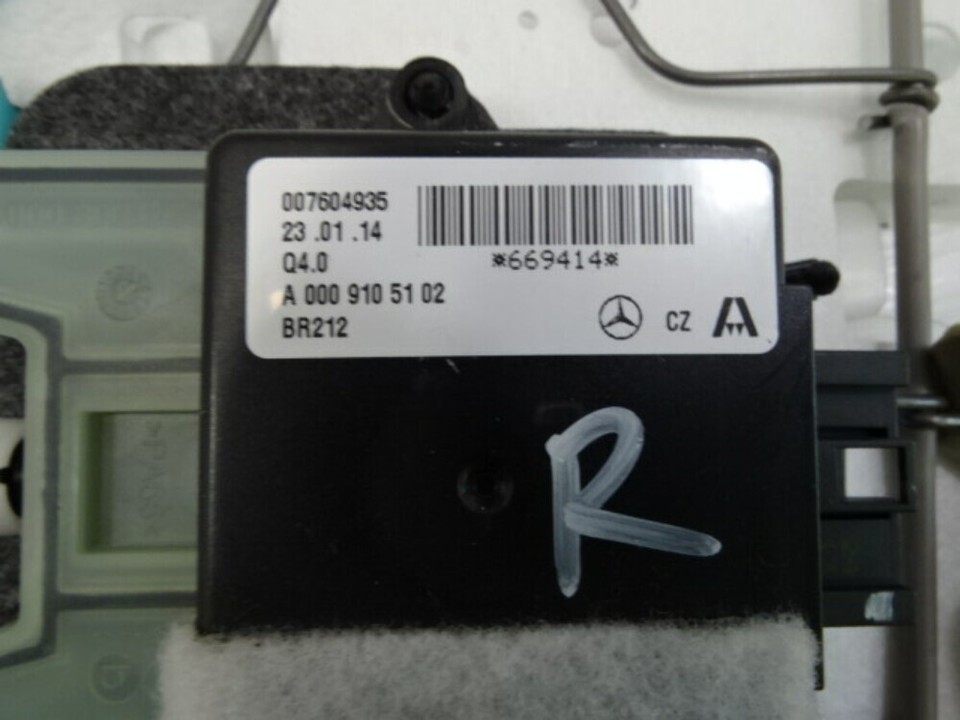 007604935
23 .01 .14
Q4.0
*669414*
A 000 910 51 02
BR212
CZ
R